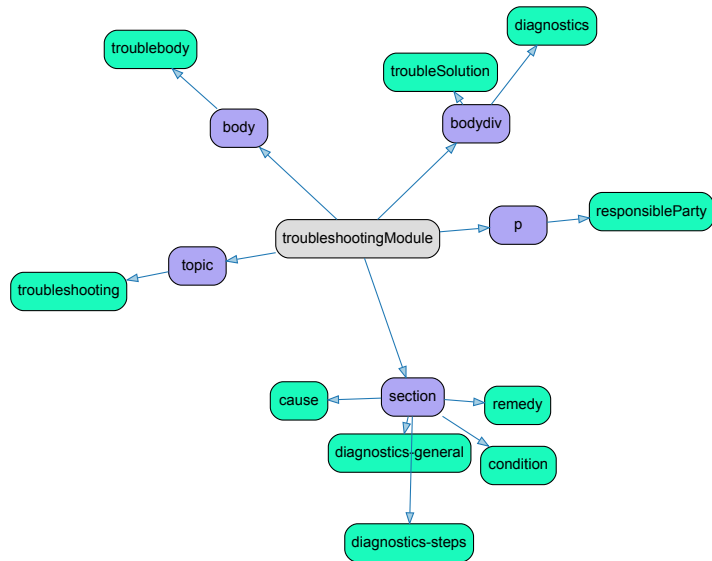 diagnostics
troublebody
troubleSolution
bodydiv
body
responsibleParty
p
troubleshootingModule
topic
troubleshooting
section
cause
remedy
diagnostics-general
condition
diagnostics-steps